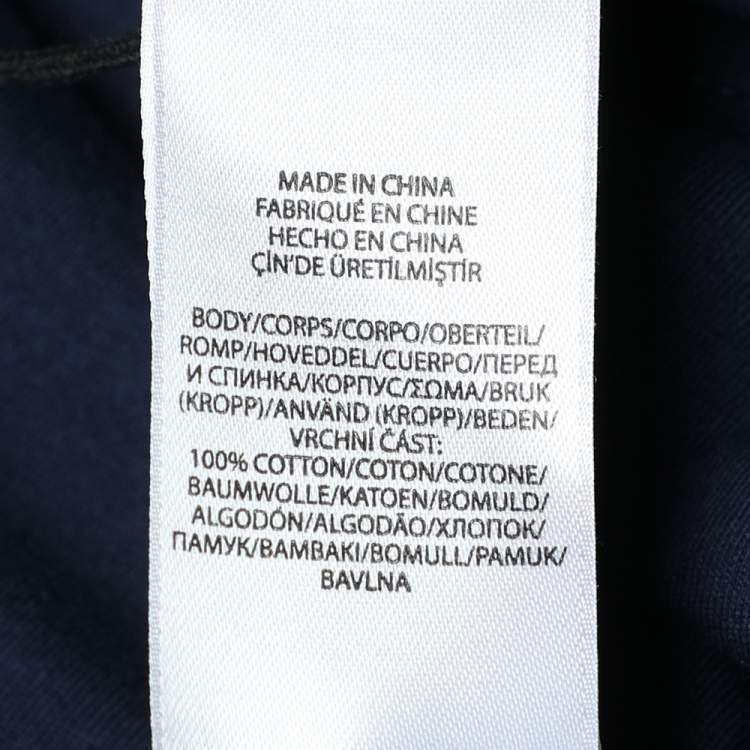 MADE IN CHINA
FABRIQUÉ EN CHINE
HECHO EN CHINA
ÇİN'DE ÜRETİLMİŞTİR
BODY/CORPS/CORPO/OBERTEIL/
ROMP/HOVEDDEL/CUERPO/ПЕРЕД
И СПИНКА/КОРПУС/ΣΩΜΑ/BRUK
(KROPP)/ANVÄND (KROPP)/BEDEN/
VRCHNÍ ČÁST:
100% COTTON/COTON/COTONE/
BAUMWOLLE/KATOEN/BOMULD/
ALGODÓN/ALGODÃO/ХЛОПОК/
ПАМУК/BAMBAKI/BOMULL/PAMUK/
BAVLNA